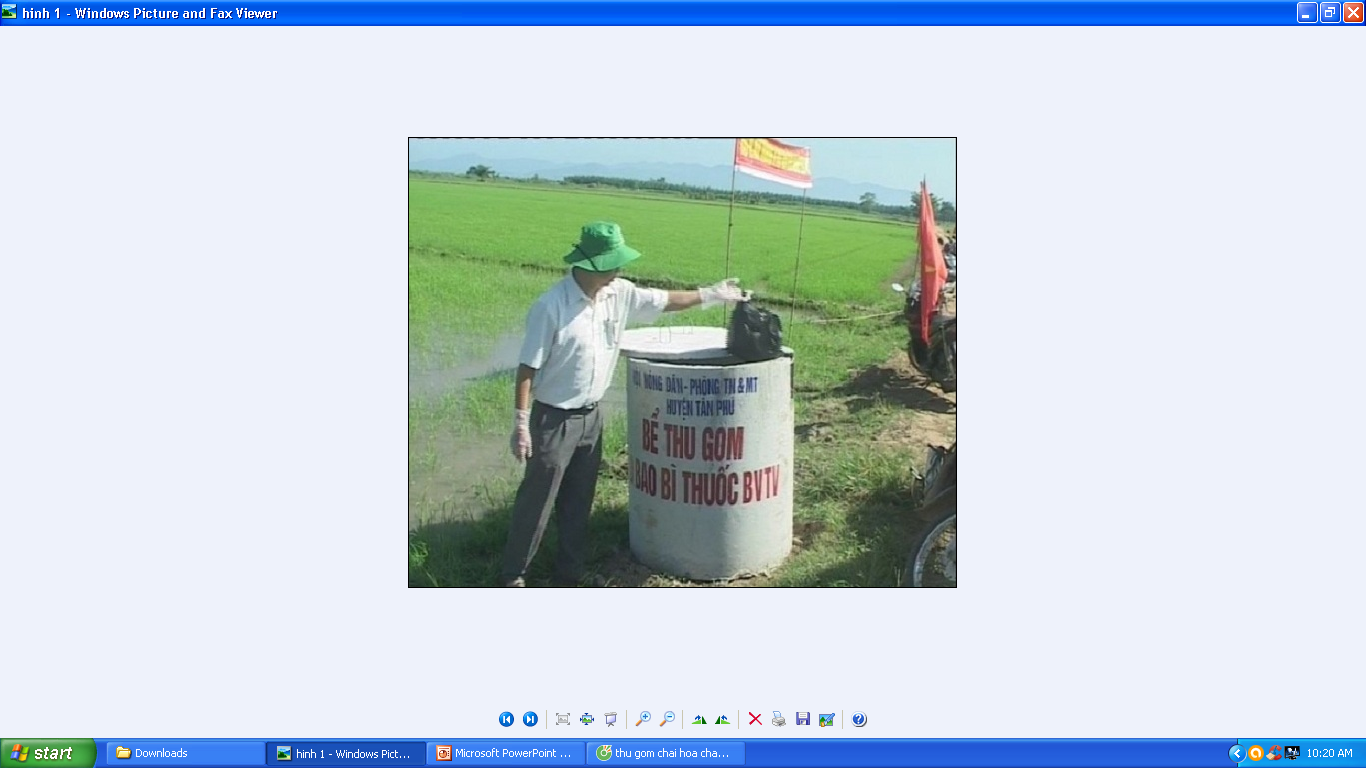 hinh 1 - Windows Picture and Fax Viewer
NÔNG DÂN - PHÒNG TN & MT
HUYỆN TÂN PHÚ
BỂ THU GOM
BAO BÌ THUỐC BVTV
start
Downloads
hinh 1 - Windows Pict...
Microsoft PowerPoint ...
thu gom chai hoa cha...
10:20 AM